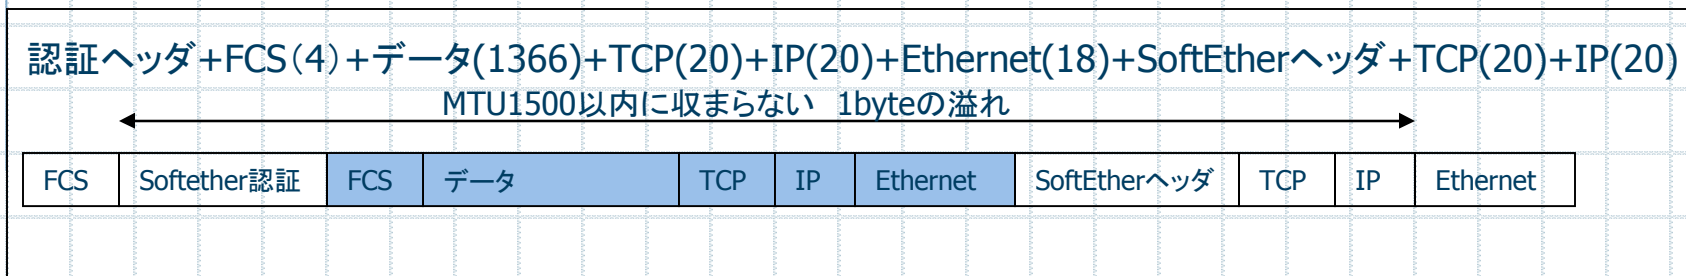 認証ヘッダ+FCS(4)+データ(1366)+TCP(20)+IP(20)+Ethernet(18)+SoftEtherヘッダ+TCP(20)+IP(20)
MTU1500以内に収まらない 1byteの溢れ
FCS Softether認証 FCS データ TCP IP Ethernet SoftEtherヘッダ TCP IP Ethernet